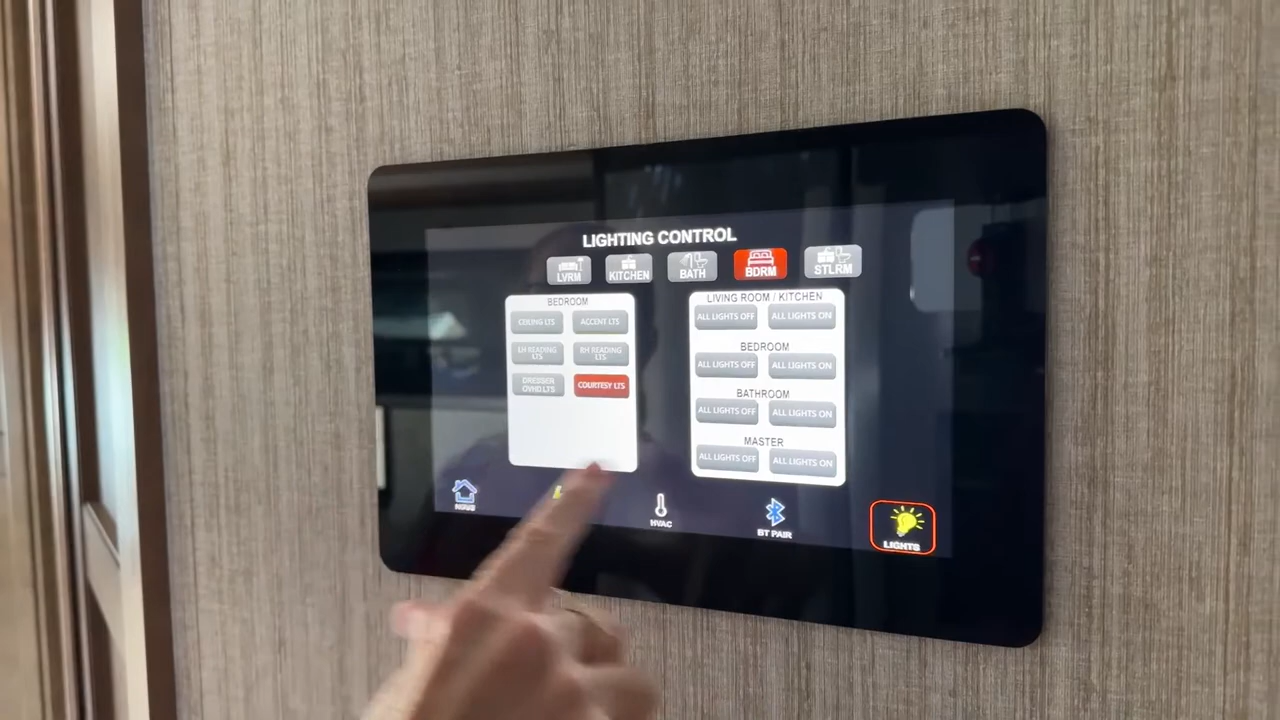 LIGHTING CONTROL
LVRM
KITCHEN
BATH
BDRM
STLRM
BEDROOM
CEILING LTS
ACCENT LTS
LH READING
LTS
RH READING
LTS
DRESSER
OVHD LTS
COURTESY LTS
LIVING ROOM / KITCHEN
ALL LIGHTS OFF
ALL LIGHTS ON
BEDROOM
ALL LIGHTS OFF
ALL LIGHTS ON
BATHROOM
ALL LIGHTS OFF
ALL LIGHTS ON
MASTER
ALL LIGHTS OFF
ALL LIGHTS ON
HVAC
BT PAIR
LIGHTS